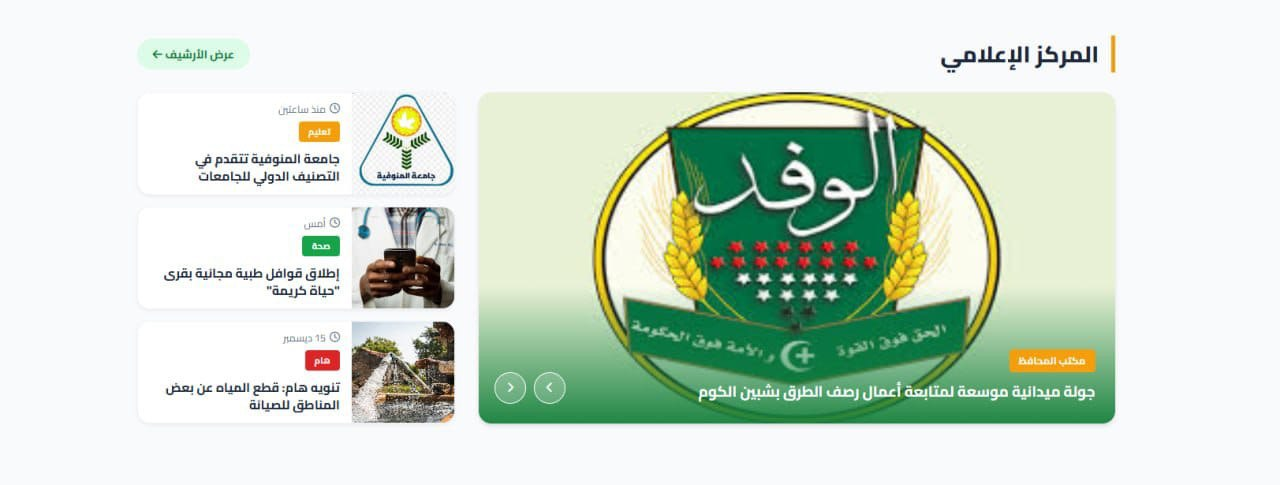 المركز الإعلامي
عرض الأرشيف ←
الوفد
الحق فوق القوة
و الأمة فوق الحكومة
مكتب المحافظ
جولة ميدانية موسعة لمتابعة أعمال رصف الطرق بشبين الكوم
منذ ساعتين
تعليم
جامعة المنوفية تتقدم في
التصنيف الدولي للجامعات
جامعة المنوفية
أمس
صحة
إطلاق قوافل طبية مجانية بقرى
"حياة كريمة"
15 ديسمبر
هام
تنويه هام: قطع المياه عن بعض
المناطق للصيانة